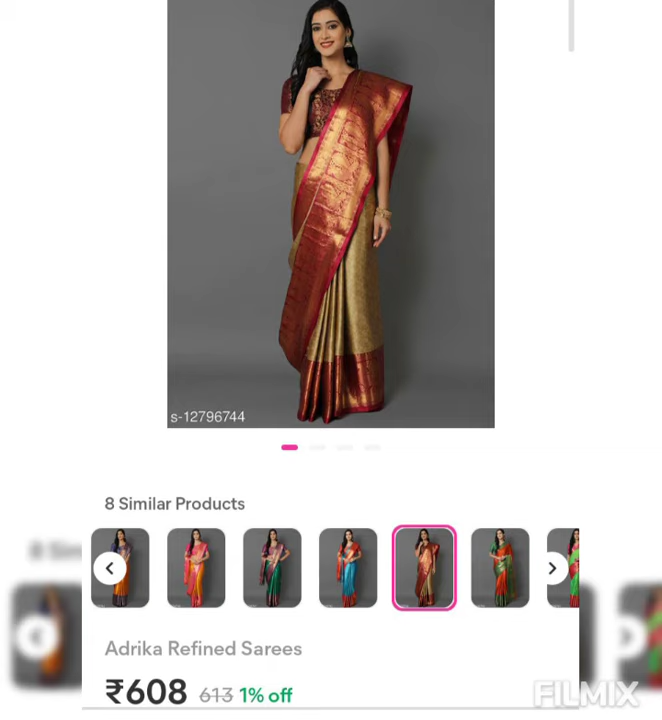 s-12796744
8 Similar Products
Adrika Refined Sarees
₹608 613 1% off
FILMIX